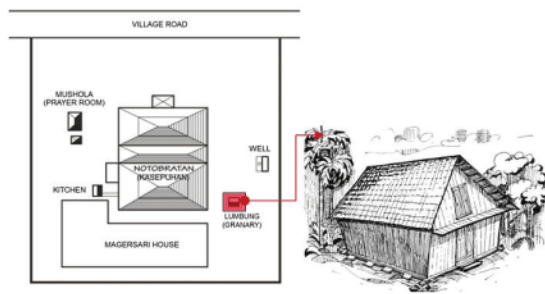 VILLAGE ROAD
MUSHOLA
(PRAYER ROOM)
WELL
NOTOBRATAN
(KASEPUHAN)
KITCHEN
LUMBUNG
(GRANARY)
MAGERSARI HOUSE